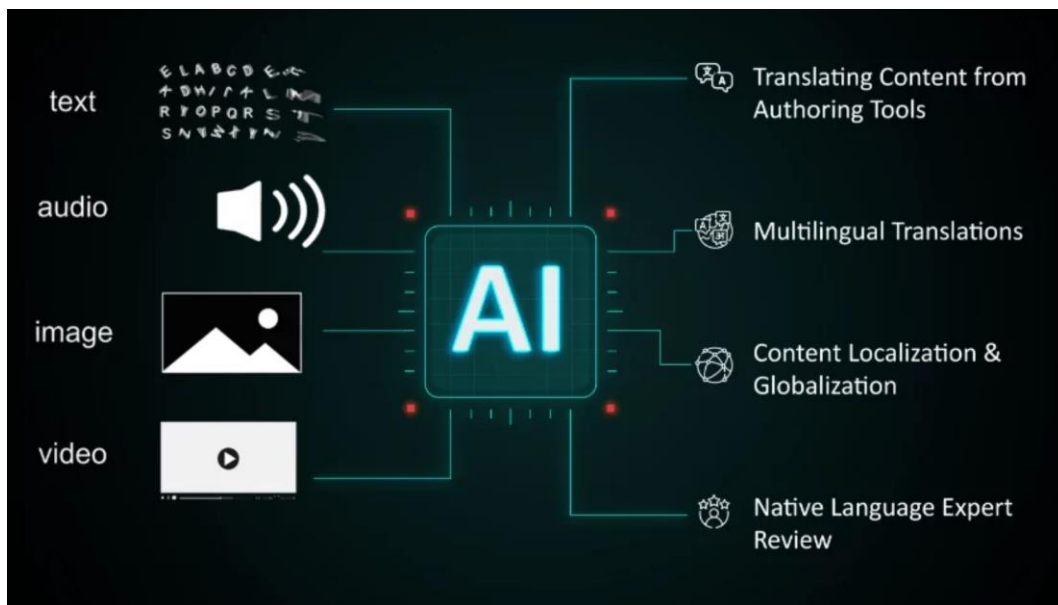 text
E L A B C D E
R Y O P Q R S T
audio
image
video
AI
Translating Content from
Authoring Tools
Multilingual Translations
Content Localization &
Globalization
Native Language Expert
Review